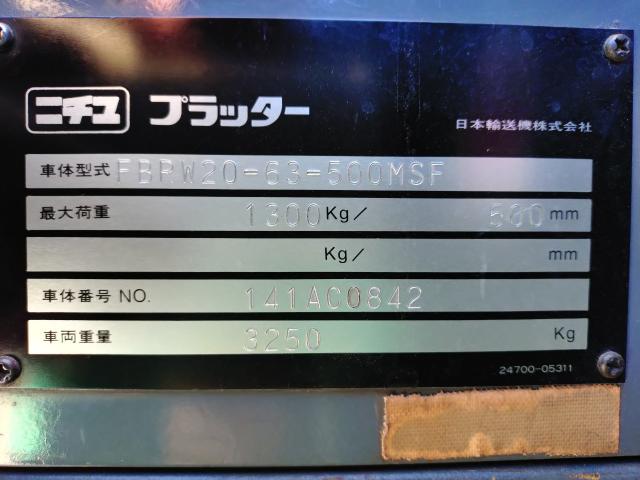 ニチユ プラッター
日本輸送機株式会社
車体型式 FBRW20-63-500MSF
最大荷重 1300Kg/ 500mm
Kg/ mm
車体番号 NO. 141AC0842
車両重量 3250 Kg
24700-05311